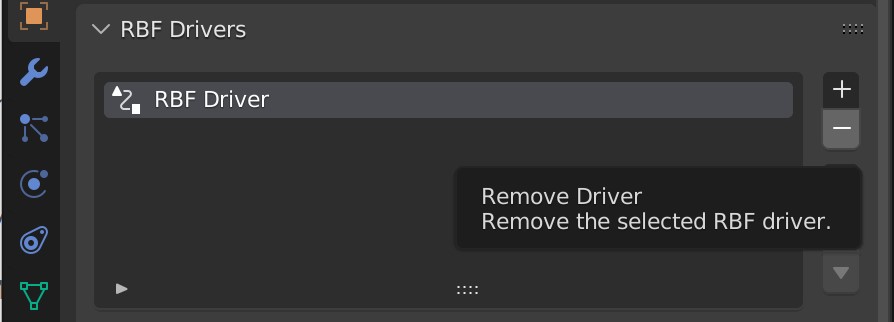 RBF Drivers
RBF Driver
Remove Driver
Remove the selected RBF driver.